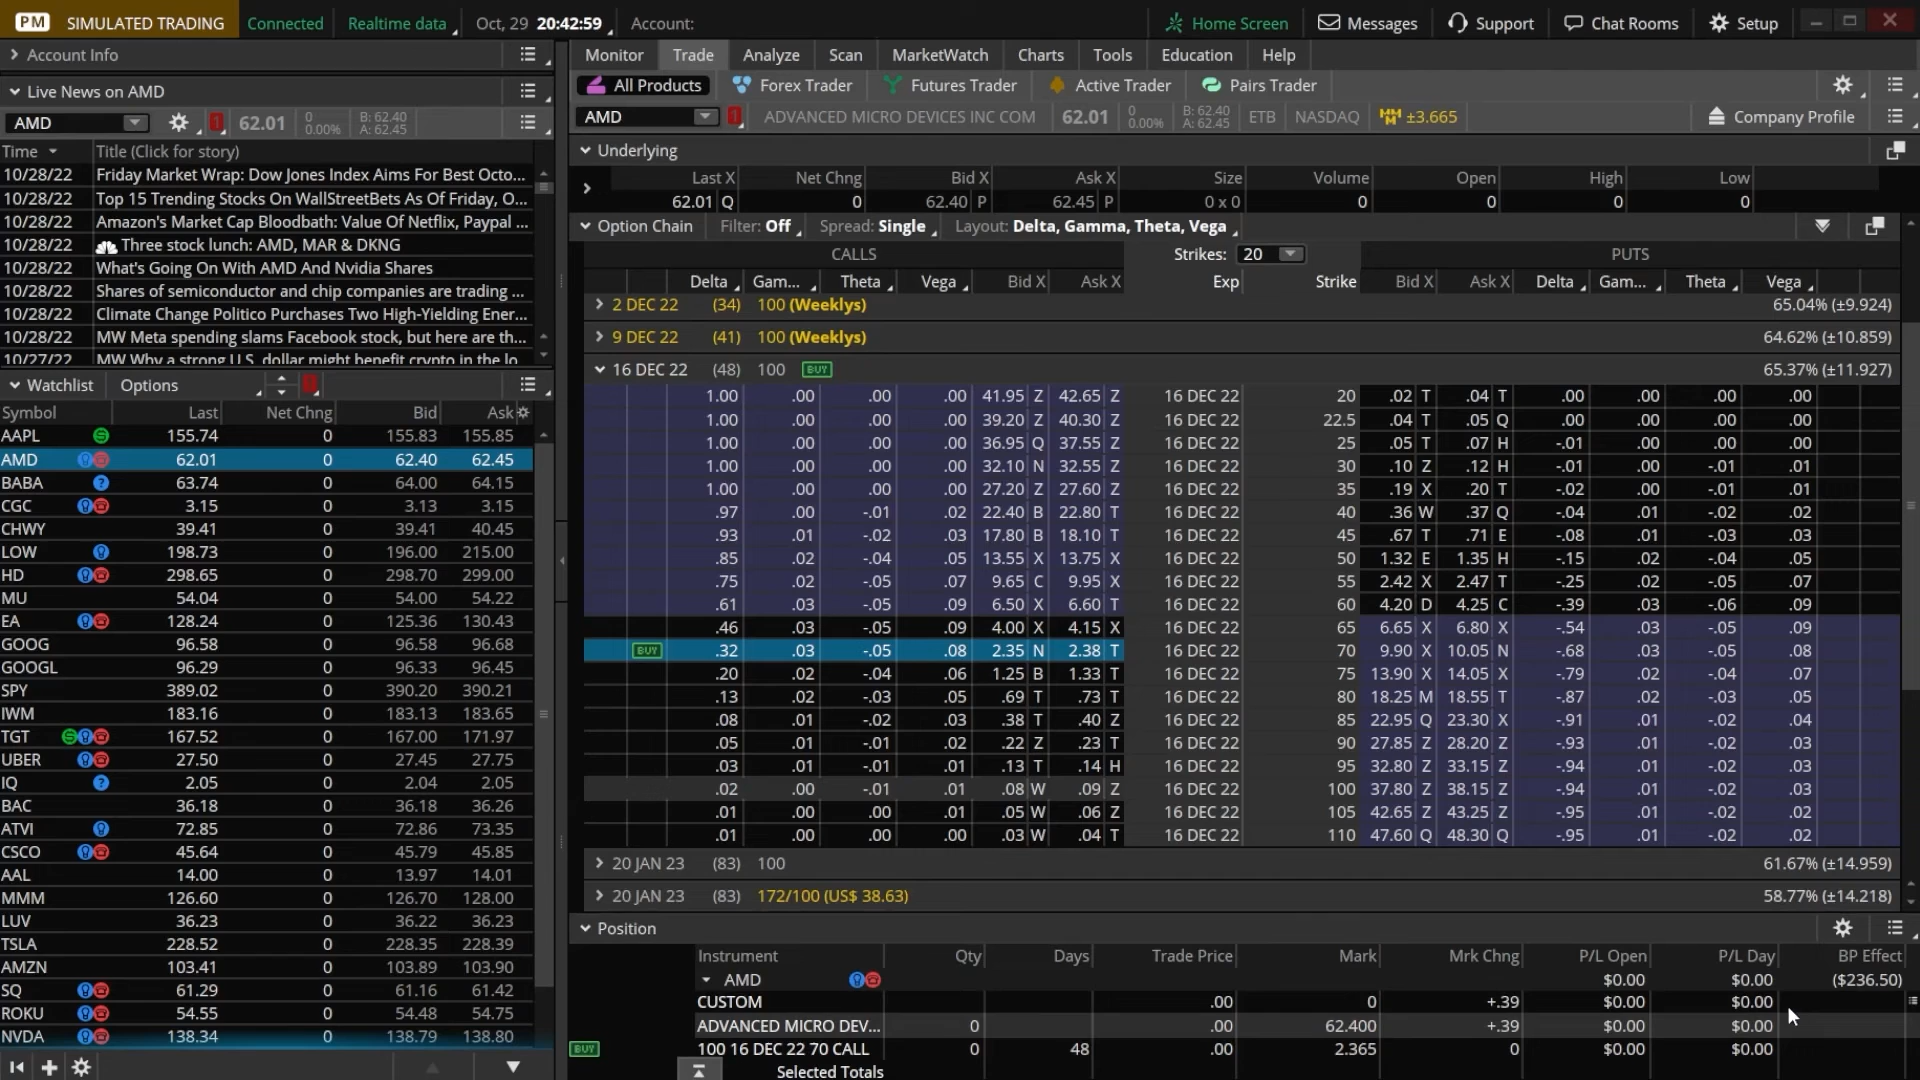 PM SIMULATED TRADING Connected Realtime data Oct, 29 20:42:59 Account: Home Screen Messages Support Chat Rooms Setup
Account Info
Live News on AMD
AMD 1 62.01 0 0.00% B: 62.40 A: 62.45
Time Title (Click for story)
10/28/22 Friday Market Wrap: Dow Jones Index Aims For Best Octo...
10/28/22 Top 15 Trending Stocks On WallStreetBets As Of Friday, O...
10/28/22 Amazon's Market Cap Bloodbath: Value Of Netflix, Paypal ...
10/28/22 Three stock lunch: AMD, MAR & DKNG
10/28/22 What's Going On With AMD And Nvidia Shares
10/28/22 Shares of semiconductor and chip companies are trading ...
10/28/22 Climate Change Politico Purchases Two High-Yielding Ener...
10/28/22 MW Meta spending slams Facebook stock, but here are th...
10/27/22 MW Why a strong U.S. dollar might benefit crypto in the lo
Watchlist Options
Symbol Last Net Chng Bid Ask
AAPL 155.74 0 155.83 155.85
AMD 62.01 0 62.40 62.45
BABA 63.74 0 64.00 64.15
CGC 3.15 0 3.13 3.15
CHWY 39.41 0 39.41 40.45
LOW 198.73 0 196.00 215.00
HD 298.65 0 298.70 299.00
MU 54.04 0 54.00 54.22
EA 128.24 0 125.36 130.43
GOOG 96.58 0 96.58 96.68
GOOGL 96.29 0 96.33 96.45
SPY 389.02 0 390.20 390.21
IWM 183.16 0 183.13 183.65
TGT 167.52 0 167.00 171.97
UBER 27.50 0 27.45 27.75
IQ 2.05 0 2.04 2.05
BAC 36.18 0 36.18 36.26
ATVI 72.85 0 72.86 73.35
CSCO 45.64 0 45.79 45.85
AAL 14.00 0 13.97 14.01
MMM 126.60 0 126.70 128.00
LUV 36.23 0 36.22 36.23
TSLA 228.52 0 228.35 228.39
AMZN 103.41 0 103.89 103.90
SQ 61.29 0 61.16 61.42
ROKU 54.55 0 54.48 54.75
NVDA 138.34 0 138.79 138.80
Monitor Trade Analyze Scan MarketWatch Charts Tools Education Help
All Products Forex Trader Futures Trader Active Trader Pairs Trader
AMD 1 ADVANCED MICRO DEVICES INC COM 62.01 0 0.00% B: 62.40 A: 62.45 ETB NASDAQ ±3.665 Company Profile
Underlying
Last X Net Chng Bid X Ask X Size Volume Open High Low
62.01 Q 0 62.40 P 62.45 P 0 x 0 0 0 0 0
Option Chain Filter: Off Spread: Single Layout: Delta, Gamma, Theta, Vega
CALLS Strikes: 20 PUTS
Delta Gam... Theta Vega Bid X Ask X Exp Strike Bid X Ask X Delta Gam... Theta Vega
2 DEC 22 (34) 100 (Weeklys) 65.04% (±9.924)
9 DEC 22 (41) 100 (Weeklys) 64.62% (±10.859)
16 DEC 22 (48) 100 BUY 65.37% (±11.927)
1.00 .00 .00 .00 41.95 Z 42.65 Z 16 DEC 22 20 .02 T .04 T .00 .00 .00 .00
1.00 .00 .00 .00 39.20 Z 40.30 Z 16 DEC 22 22.5 .04 T .05 Q .00 .00 .00 .00
1.00 .00 .00 .00 36.95 Q 37.55 Z 16 DEC 22 25 .05 T .07 H -.01 .00 .00 .00
1.00 .00 .00 .00 32.10 N 32.55 Z 16 DEC 22 30 .10 Z .12 H -.01 .00 -.01 .01
1.00 .00 .00 .00 27.20 Z 27.60 Z 16 DEC 22 35 .19 X .20 T -.02 .00 -.01 .01
.97 .00 -.01 .01 22.40 B 22.80 T 16 DEC 22 40 .36 W .37 Q -.04 .01 -.02 .02
.93 .01 -.02 .03 17.80 B 18.10 T 16 DEC 22 45 .67 T .71 E -.08 .01 -.03 .03
.85 .02 -.04 .05 13.55 X 13.75 X 16 DEC 22 50 1.32 E 1.35 H -.15 .02 -.04 .05
.75 .02 -.05 .07 9.65 C 9.95 X 16 DEC 22 55 2.42 X 2.47 T -.25 .02 -.05 .07
.61 .03 -.05 .09 6.50 X 6.60 T 16 DEC 22 60 4.20 D 4.25 C -.39 .03 -.06 .09
.46 .03 -.05 .09 4.00 X 4.15 X 16 DEC 22 65 6.65 X 6.80 X -.54 .03 -.05 .09
BUY .32 .03 -.05 .08 2.35 N 2.38 T 16 DEC 22 70 9.90 X 10.05 N -.68 .03 -.05 .08
.20 .02 -.04 .06 1.25 B 1.33 T 16 DEC 22 75 13.90 X 14.05 X -.79 .02 -.04 .07
.13 .02 -.03 .05 .69 T .73 T 16 DEC 22 80 18.25 M 18.55 T -.87 .02 -.03 .05
.08 .01 -.02 .03 .38 T .40 Z 16 DEC 22 85 22.95 Q 23.30 X -.91 .01 -.02 .04
.05 .01 -.01 .02 .22 Z .23 T 16 DEC 22 90 27.85 Z 28.20 Z -.93 .01 -.02 .03
.03 .01 -.01 .01 .13 T .14 H 16 DEC 22 95 32.80 Z 33.15 Z -.94 .01 -.02 .03
.02 .00 -.01 .01 .08 W .09 Z 16 DEC 22 100 37.80 Z 38.15 Z -.94 .01 -.02 .03
.01 .00 .00 .01 .05 W .06 Z 16 DEC 22 105 42.65 Z 43.25 Z -.95 .01 -.02 .02
.01 .00 .00 .00 .03 W .04 T 16 DEC 22 110 47.60 Q 48.30 Q -.95 .01 -.02 .02
20 JAN 23 (83) 100 61.67% (±14.959)
20 JAN 23 (83) 172/100 (US$ 38.63) 58.77% (±14.218)
Position
Instrument Qty Days Trade Price Mark Mrk Chng P/L Open P/L Day BP Effect
AMD $0.00 $0.00 ($236.50)
CUSTOM .00 0 +.39 $0.00 $0.00
ADVANCED MICRO DEV... 0 .00 62.400 +.39 $0.00 $0.00
BUY 100 16 DEC 22 70 CALL 0 48 .00 2.365 0 $0.00 $0.00
Selected Totals